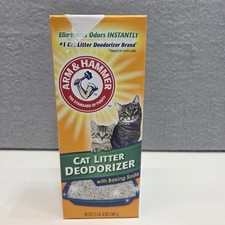 Eliminates Odors INSTANTLY
#1 Cat Litter Deodorizer Brand*
ARM & HAMMER
THE STANDARD OF PURITY
CAT LITTER
DEODORIZER
with Baking Soda